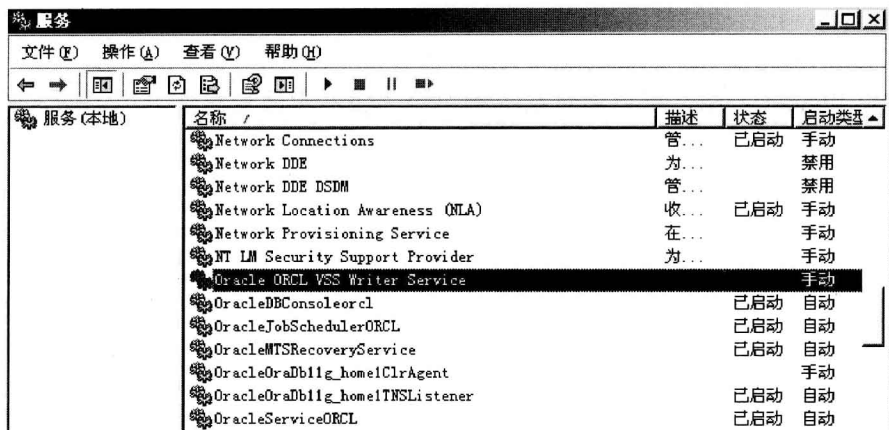 服务
文件(F) 操作(A) 查看(V) 帮助(H)
服务(本地)
名称 / 描述 状态 启动类型
Network Connections 管... 已启动 手动
Network DDE 为... 禁用
Network DDE DSDM 管... 禁用
Network Location Awareness (NLA) 收... 已启动 手动
Network Provisioning Service 在... 手动
NT LM Security Support Provider 为... 手动
Oracle ORCL VSS Writer Service 手动
OracleDBConsoleorcl 已启动 自动
OracleJobSchedulerORCL 已启动 自动
OracleMTSRecoveryService 已启动 自动
OracleOraDb11g_home1ClrAgent 手动
OracleOraDb11g_home1TNSListener 已启动 自动
OracleServiceORCL 已启动 自动